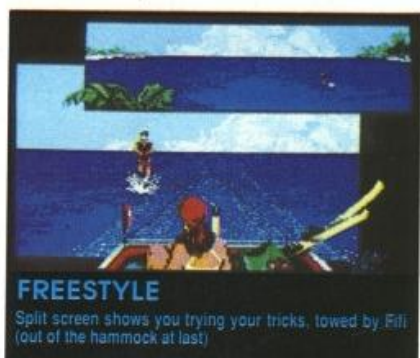 FREESTYLE
Split screen shows you trying your tricks, towed by Fifi
(out of the hammock at last)